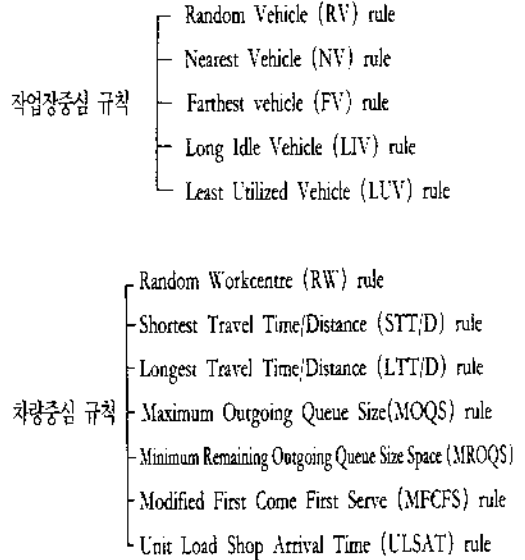 Random Vehicle (RV) rule
Nearest Vehicle (NV) rule
작업장중심 규칙
Farthest vehicle (FV) rule
Long Idle Vehicle (LIV) rule
Least Utilized Vehicle (LUV) rule
Random Workcentre (RW) rule
Shortest Travel Time/Distance (STT/D) rule
Longest Travel Time/Distance (LTT/D) rule
차량중심 규칙
Maximum Outgoing Queue Size(MOQS) rule
Minimum Remaining Outgoing Queue Size Space (MROQS)
Modified First Come First Serve (MFCFS) rule
Unit Load Shop Arrival Time (ULSAT) rule